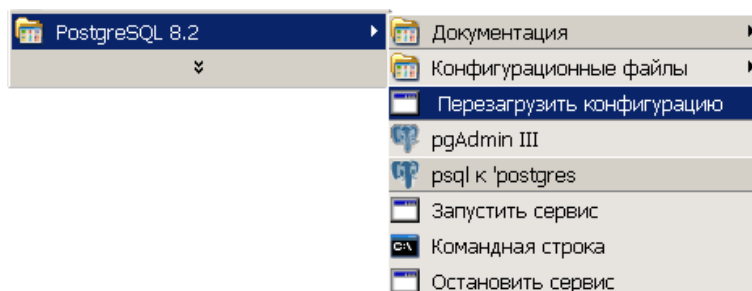 PostgreSQL 8.2
Документация
Конфигурационные файлы
Перезагрузить конфигурацию
pgAdmin III
psql к 'postgres
Запустить сервис
Командная строка
Остановить сервис